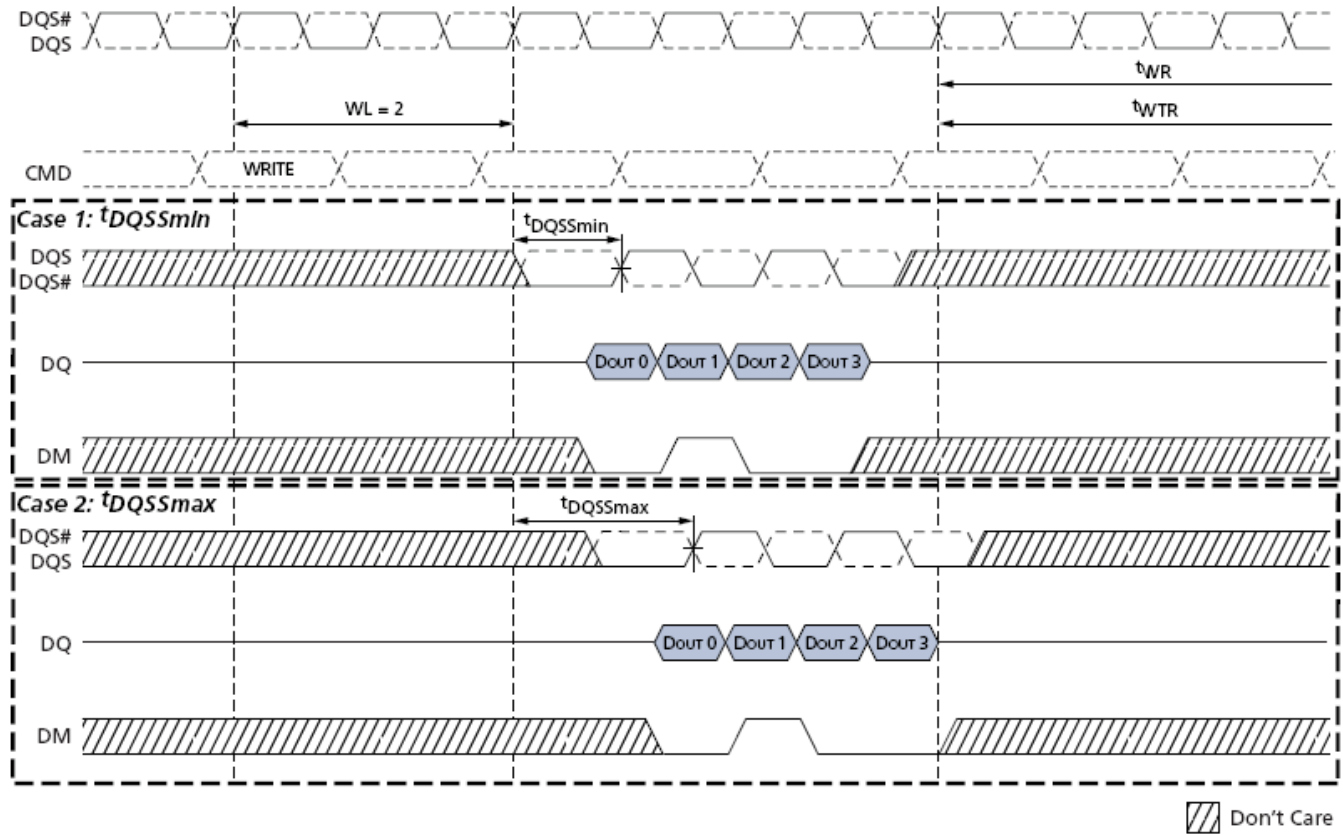 DQS#
DQS
tWR
WL = 2
tWTR
CMD
WRITE
Case 1: tDQSSmin
tDQSSmin
DQS
DQS#
DQ
DOUT 0 DOUT 1 DOUT 2 DOUT 3
DM
Case 2: tDQSSmax
tDQSSmax
DQS#
DQS
DQ
DOUT 0 DOUT 1 DOUT 2 DOUT 3
DM
Don't Care